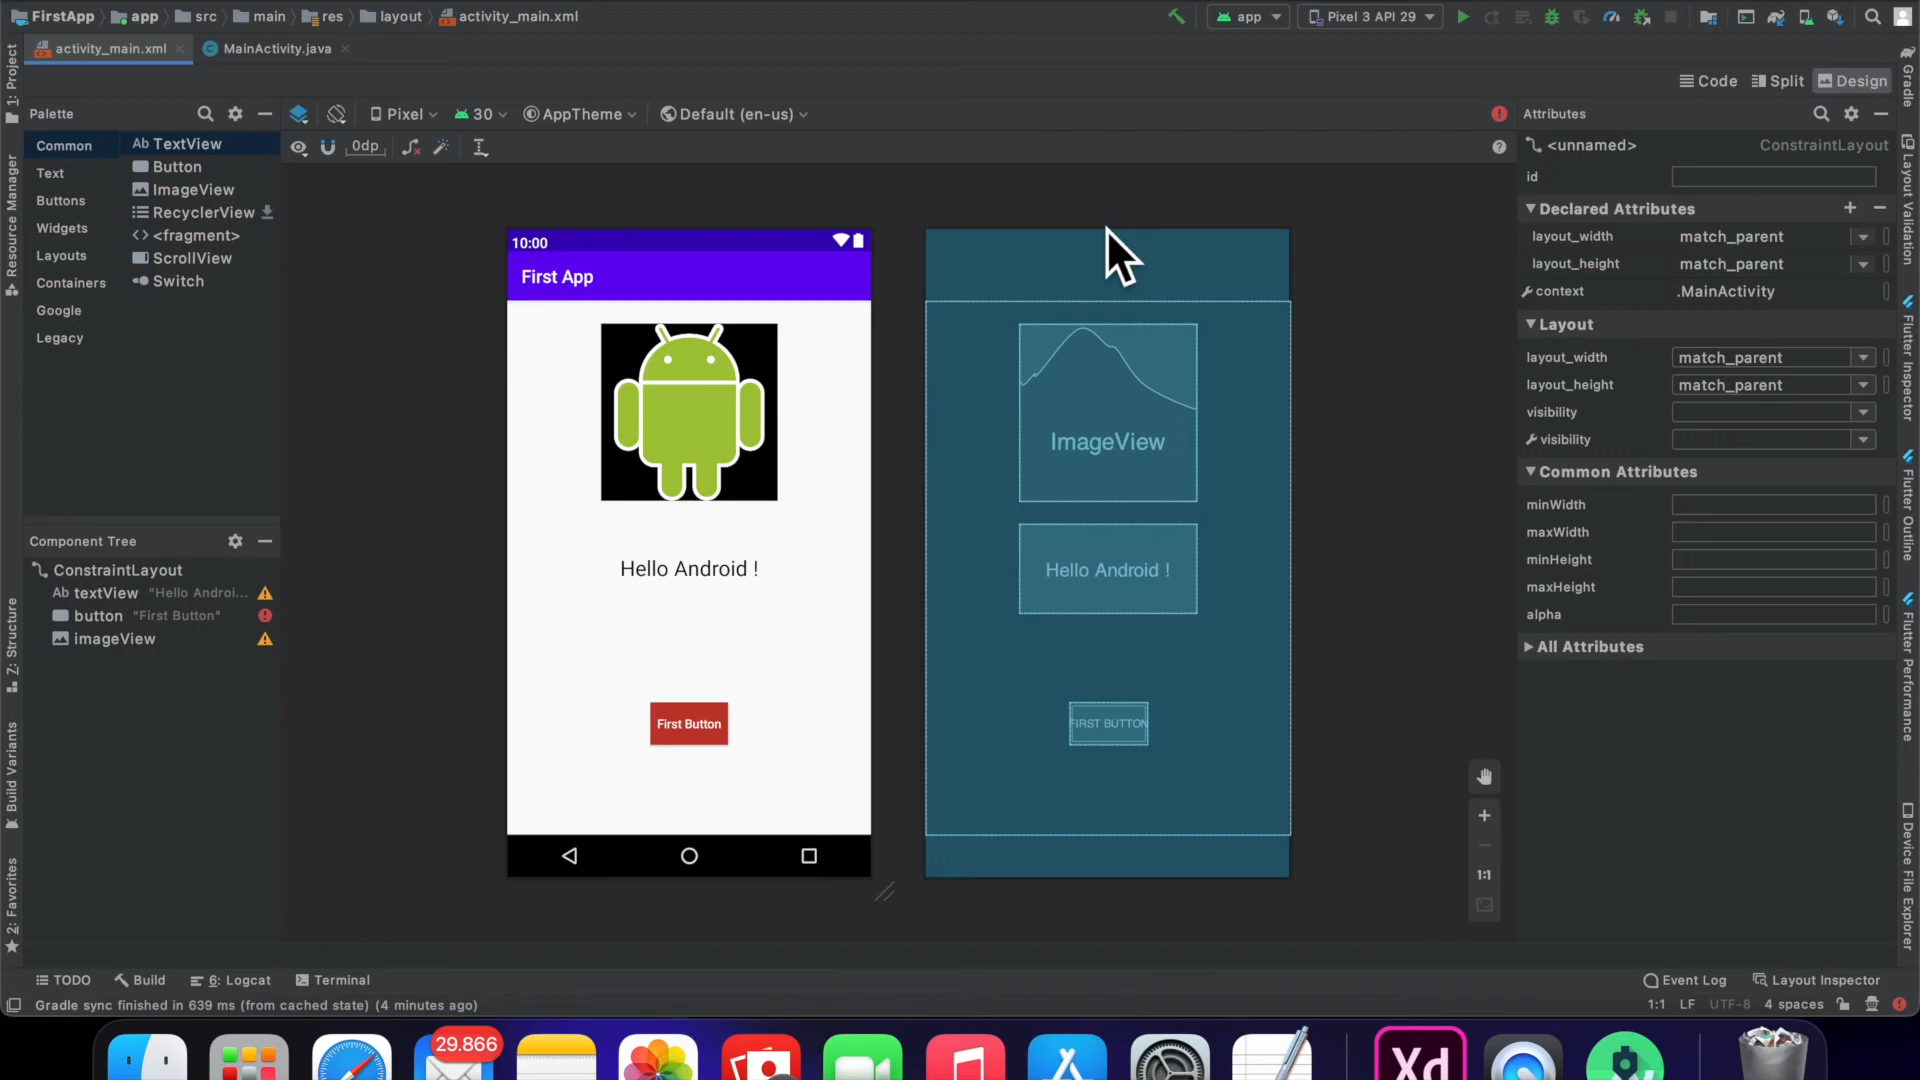 FirstApp app src main res layout activity_main.xml
app Pixel 3 API 29
activity_main.xml MainActivity.java
Code Split Design
Palette
Pixel 30 AppTheme Default (en-us)
Attributes
0dp
Common
Text
Buttons
Widgets
Layouts
Containers
Google
Legacy
Ab TextView
Button
ImageView
RecyclerView
<> <fragment>
ScrollView
Switch
Component Tree
ConstraintLayout
Ab textView "Hello Androi...
button "First Button"
imageView
10:00
First App
Hello Android !
First Button
ImageView
Hello Android !
FIRST BUTTON
1:1
<unnamed> ConstraintLayout
id
Declared Attributes
layout_width match_parent
layout_height match_parent
context .MainActivity
Layout
layout_width match_parent
layout_height match_parent
visibility
visibility
Common Attributes
minWidth
maxWidth
minHeight
maxHeight
alpha
All Attributes
1: Project
Resource Manager
Z: Structure
Build Variants
2: Favorites
Gradle
Layout Validation
Flutter Inspector
Flutter Outline
Flutter Performance
Device File Explorer
TODO Build 6: Logcat Terminal
Event Log Layout Inspector
Gradle sync finished in 639 ms (from cached state) (4 minutes ago)
1:1 LF UTF-8 4 spaces
29.866
Xd